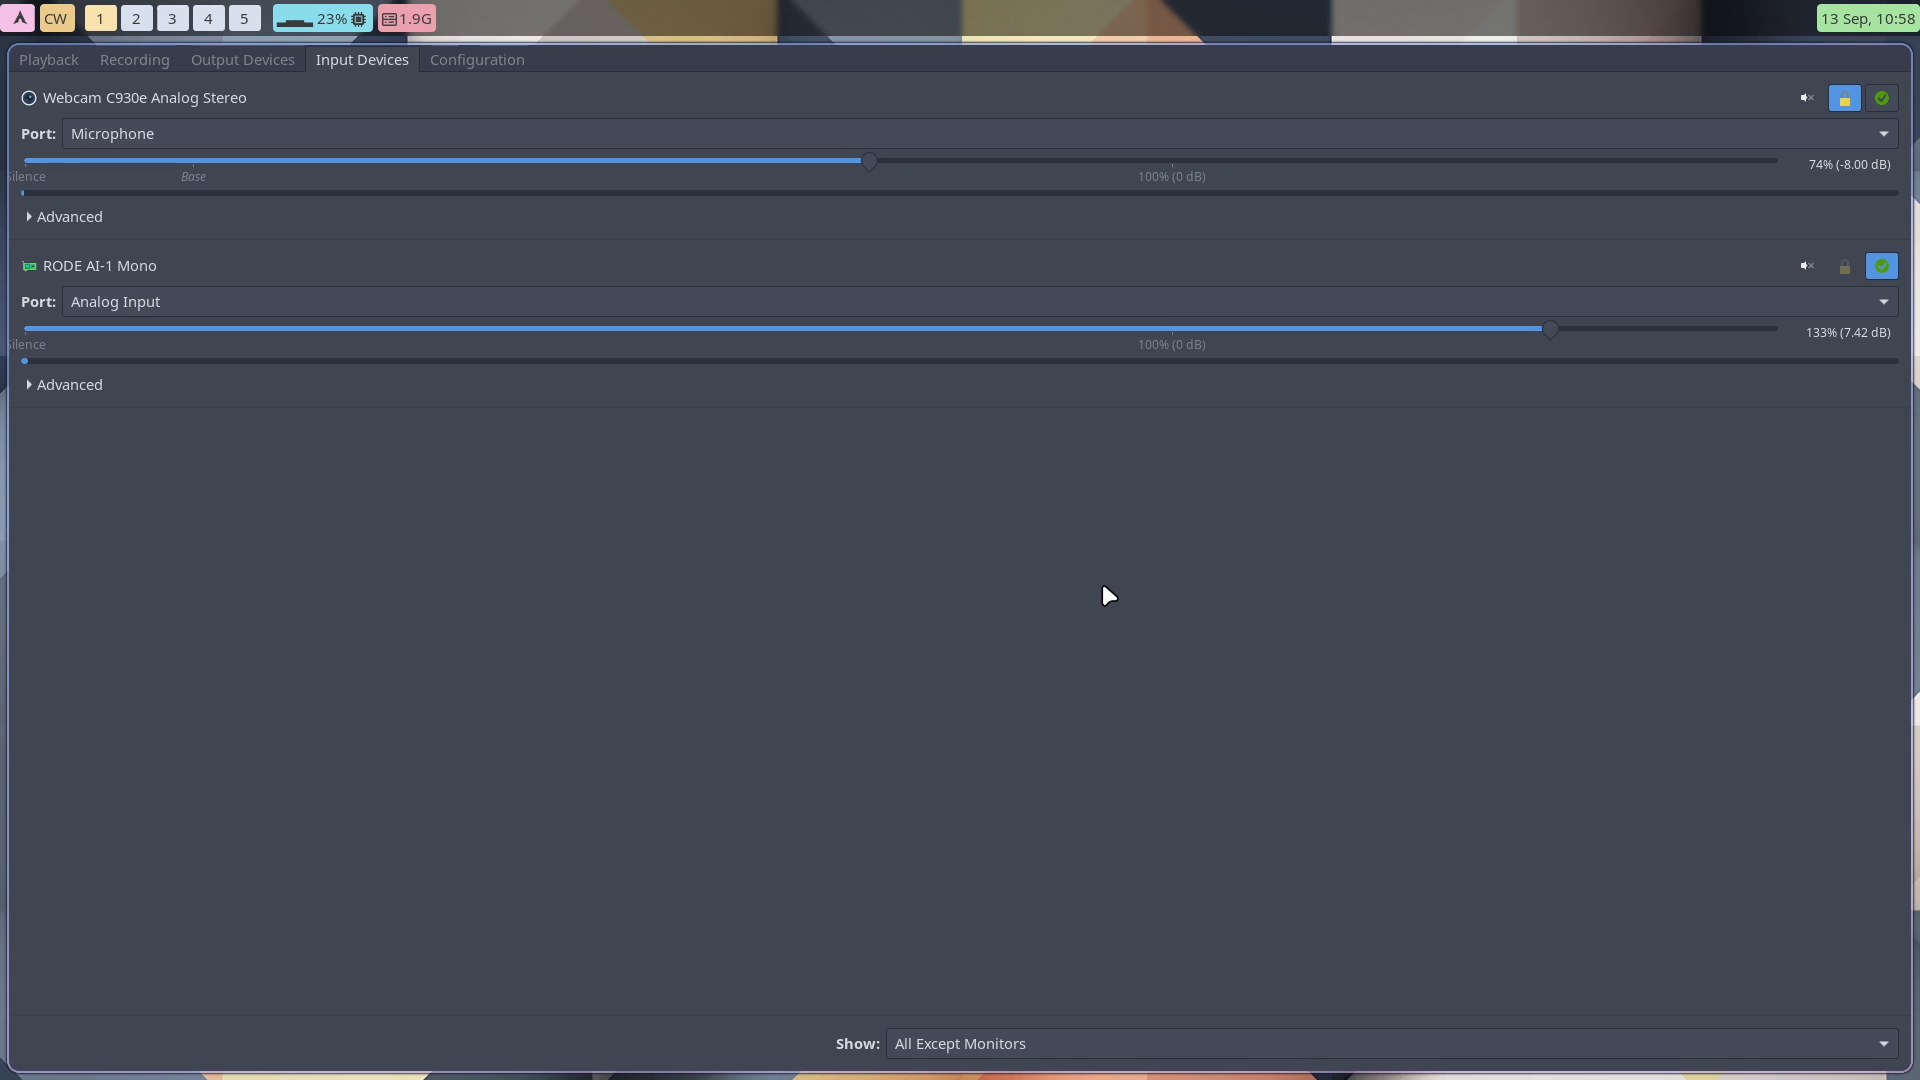 CW 1 2 3 4 5 23% 1.9G 13 Sep, 10:58
Playback Recording Output Devices Input Devices Configuration
Webcam C930e Analog Stereo
Port: Microphone
74% (-8.00 dB)
Silence Base 100% (0 dB)
Advanced
RODE AI-1 Mono
Port: Analog Input
133% (7.42 dB)
Silence 100% (0 dB)
Advanced
Show: All Except Monitors